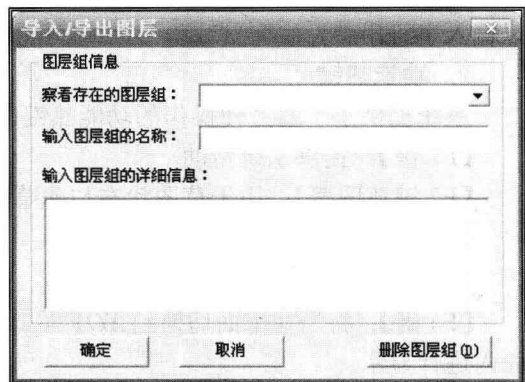 导入/导出图层
图层组信息
察看存在的图层组：
输入图层组的名称：
输入图层组的详细信息：
确定 取消 删除图层组(D)